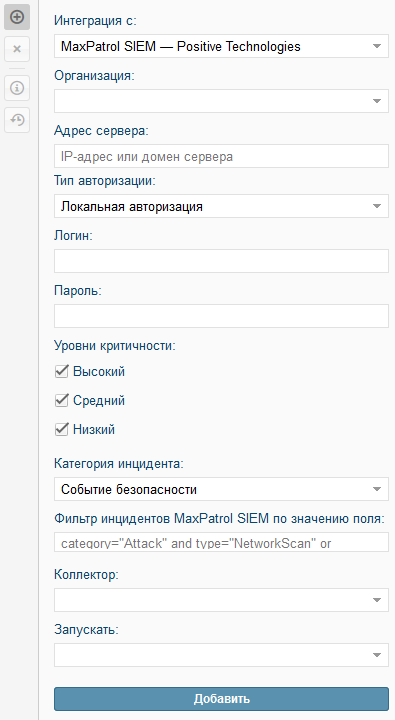 Интеграция с:
MaxPatrol SIEM — Positive Technologies
Организация:
Адрес сервера:
IP-адрес или домен сервера
Тип авторизации:
Локальная авторизация
Логин:
Пароль:
Уровни критичности:
Высокий
Средний
Низкий
Категория инцидента:
Событие безопасности
Фильтр инцидентов MaxPatrol SIEM по значению поля:
category="Attack" and type="NetworkScan" or
Коллектор:
Запускать:
Добавить